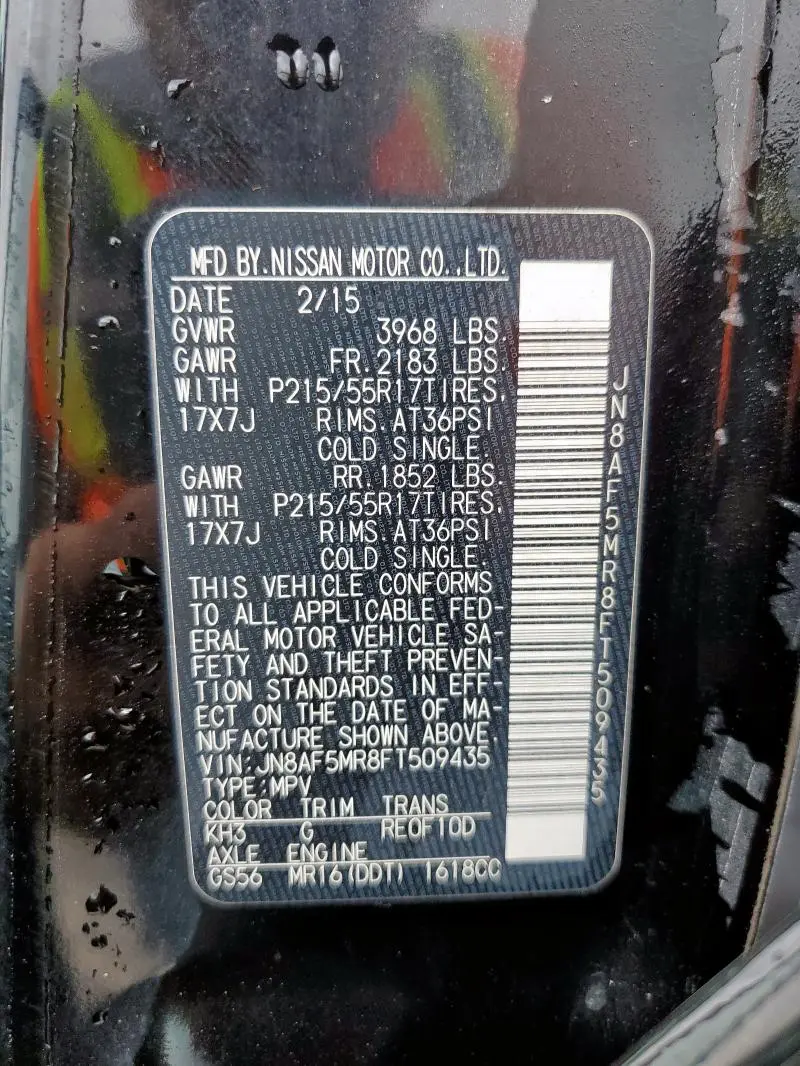 MFD BY.NISSAN MOTOR CO.,LTD.
DATE 2/15
GVWR 3968 LBS.
GAWR FR.2183 LBS.
WITH P215/55R17TIRES,
17X7J RIMS.AT36PSI
COLD SINGLE.
GAWR RR.1852 LBS.
WITH P215/55R17TIRES,
17X7J RIMS.AT36PSI
COLD SINGLE.
THIS VEHICLE CONFORMS
TO ALL APPLICABLE FED-
ERAL MOTOR VEHICLE SA-
FETY AND THEFT PREVEN-
TION STANDARDS IN EFF-
ECT ON THE DATE OF MA-
NUFACTURE SHOWN ABOVE.
VIN:JN8AF5MR8FT509435
TYPE:MPV
COLOR TRIM TRANS
KH3 G RE0F10D
AXLE ENGINE
GS56 MR16(DDT) 1618CC
JN8AF5MR8FT509435